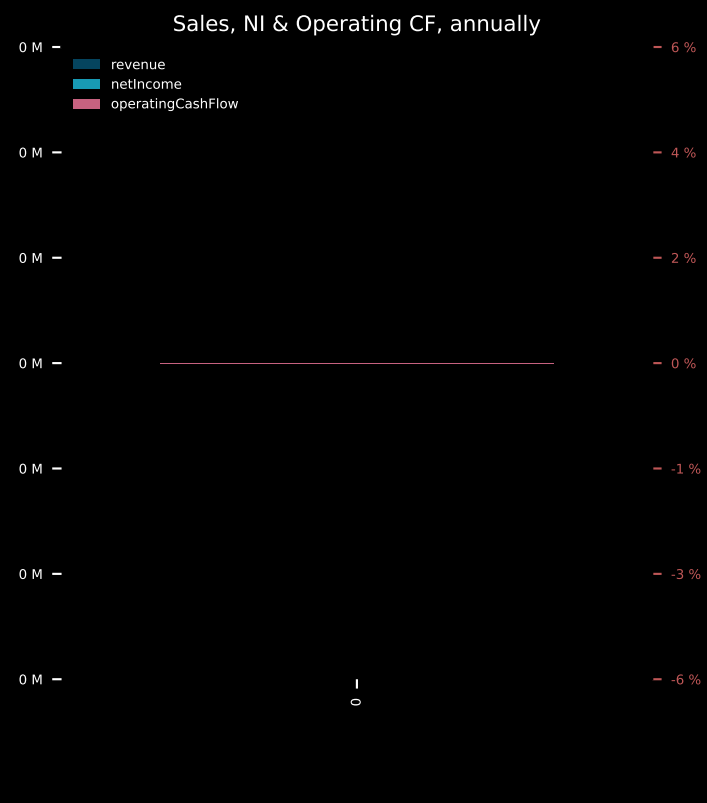 Sales, NI & Operating CF, annually
0 M
6 %
revenue
netIncome
operatingCashFlow
0 M
4 %
0 M
2 %
0 M
0 %
0 M
-1 %
0 M
-3 %
0 M
-6 %
0